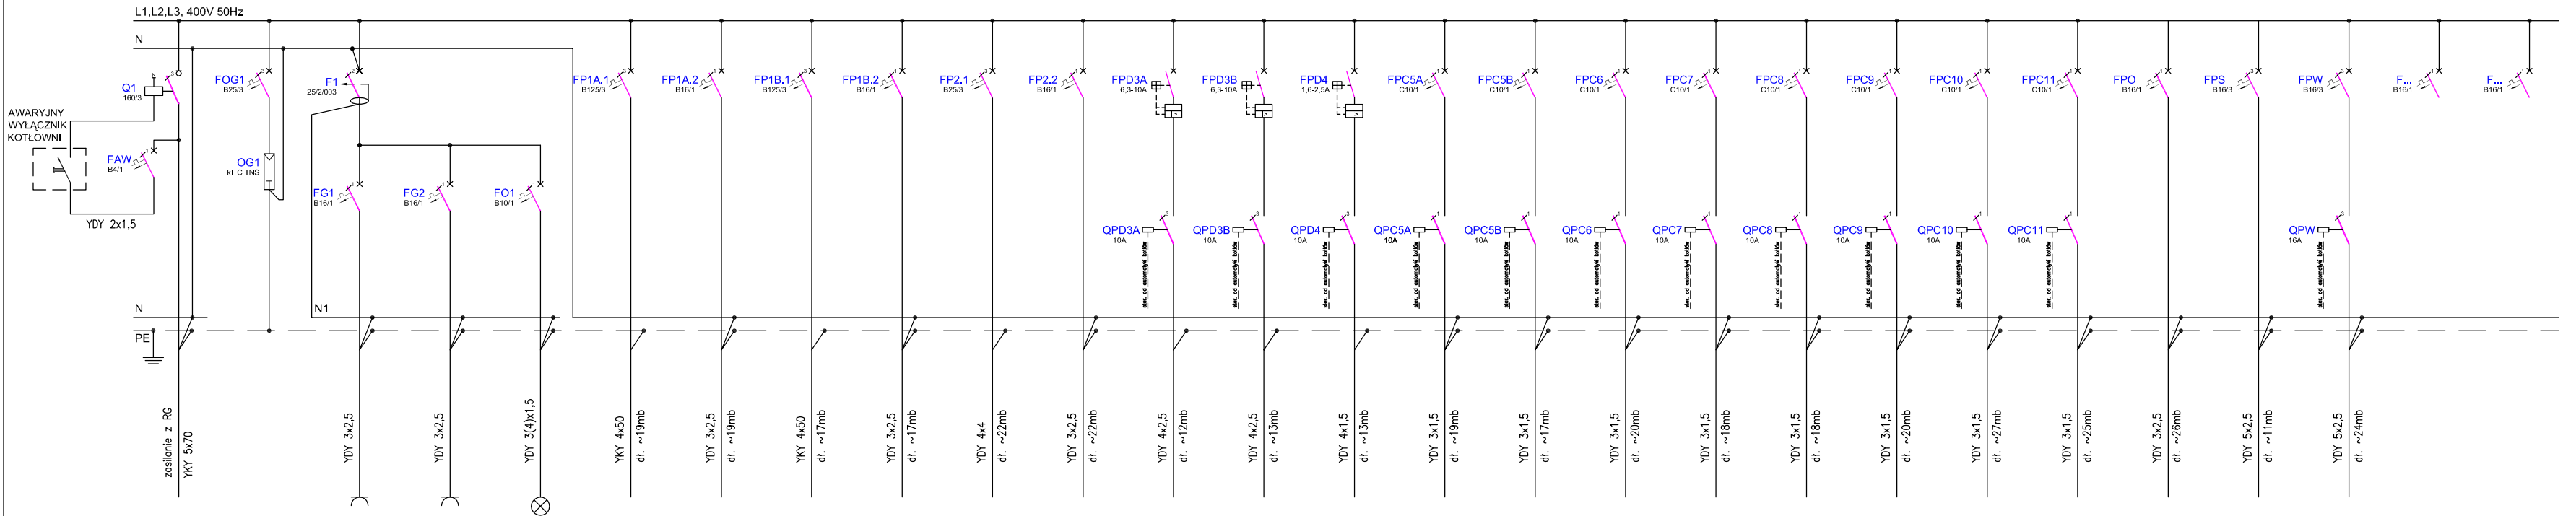 L1,L2,L3, 400V 50Hz
N
Q1
160/3
FOG1
B25/3
F1
25/2/003
FP1A.1
B125/3
FP1A.2
B16/1
FP1B.1
B125/3
FP1B.2
B16/1
FP2.1
B25/3
FP2.2
B16/1
FPD3A
6,3-10A
FPD3B
6,3-10A
FPD4
1,6-2,5A
FPC5A
C10/1
FPC5B
C10/1
FPC6
C10/1
FPC7
C10/1
FPC8
C10/1
FPC9
C10/1
FPC10
C10/1
FPC11
C10/1
FPO
B16/1
FPS
B16/3
FPW
B16/3
F...
B16/1
F...
B16/1
AWARYJNY
WYŁĄCZNIK
KOTŁOWNI
FAW
B4/1
YDY 2x1,5
OG1
kl. C TNS
FG1
B16/1
FG2
B16/1
FO1
B10/1
QPD3A
10A
QPD3B
10A
QPD4
10A
QPC5A
10A
QPC5B
10A
QPC6
10A
QPC7
10A
QPC8
10A
QPC9
10A
QPC10
10A
QPC11
10A
QPW
16A
N
N1
PE
zasilanie z RG
YKY 5x70
YDY 3x2,5
YDY 3x2,5
YDY 3(4)x1,5
YKY 4x50
dł. ~19mb
YDY 3x2,5
dł. ~19mb
YKY 4x50
dł. ~17mb
YDY 3x2,5
dł. ~17mb
YDY 4x4
dł. ~22mb
YDY 3x2,5
dł. ~22mb
YDY 4x2,5
dł. ~12mb
YDY 4x2,5
dł. ~13mb
YDY 4x1,5
dł. ~13mb
YDY 3x1,5
dł. ~19mb
YDY 3x1,5
dł. ~17mb
YDY 3x1,5
dł. ~20mb
YDY 3x1,5
dł. ~18mb
YDY 3x1,5
dł. ~18mb
YDY 3x1,5
dł. ~20mb
YDY 3x1,5
dł. ~27mb
YDY 3x1,5
dł. ~25mb
YDY 3x2,5
dł. ~26mb
YDY 5x2,5
dł. ~11mb
YDY 5x2,5
dł. ~24mb